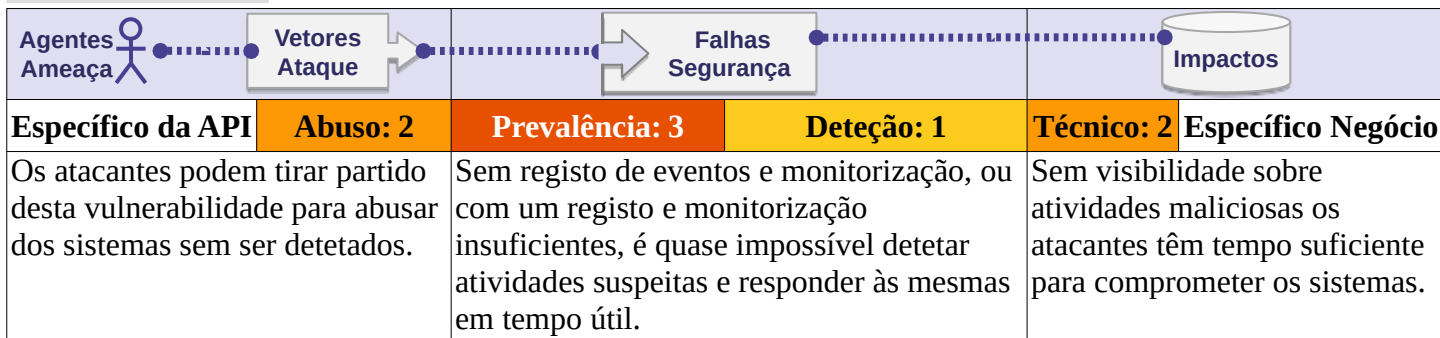 Agentes
Ameaça
Vetores
Ataque
Falhas
Segurança
Impactos
Específico da API
Abuso: 2
Prevalência: 3
Deteção: 1
Técnico: 2
Específico Negócio
Os atacantes podem tirar partido
desta vulnerabilidade para abusar
dos sistemas sem ser detetados.
Sem registo de eventos e monitorização, ou
com um registo e monitorização
insuficientes, é quase impossível detetar
atividades suspeitas e responder às mesmas
em tempo útil.
Sem visibilidade sobre
atividades maliciosas os
atacantes têm tempo suficiente
para comprometer os sistemas.